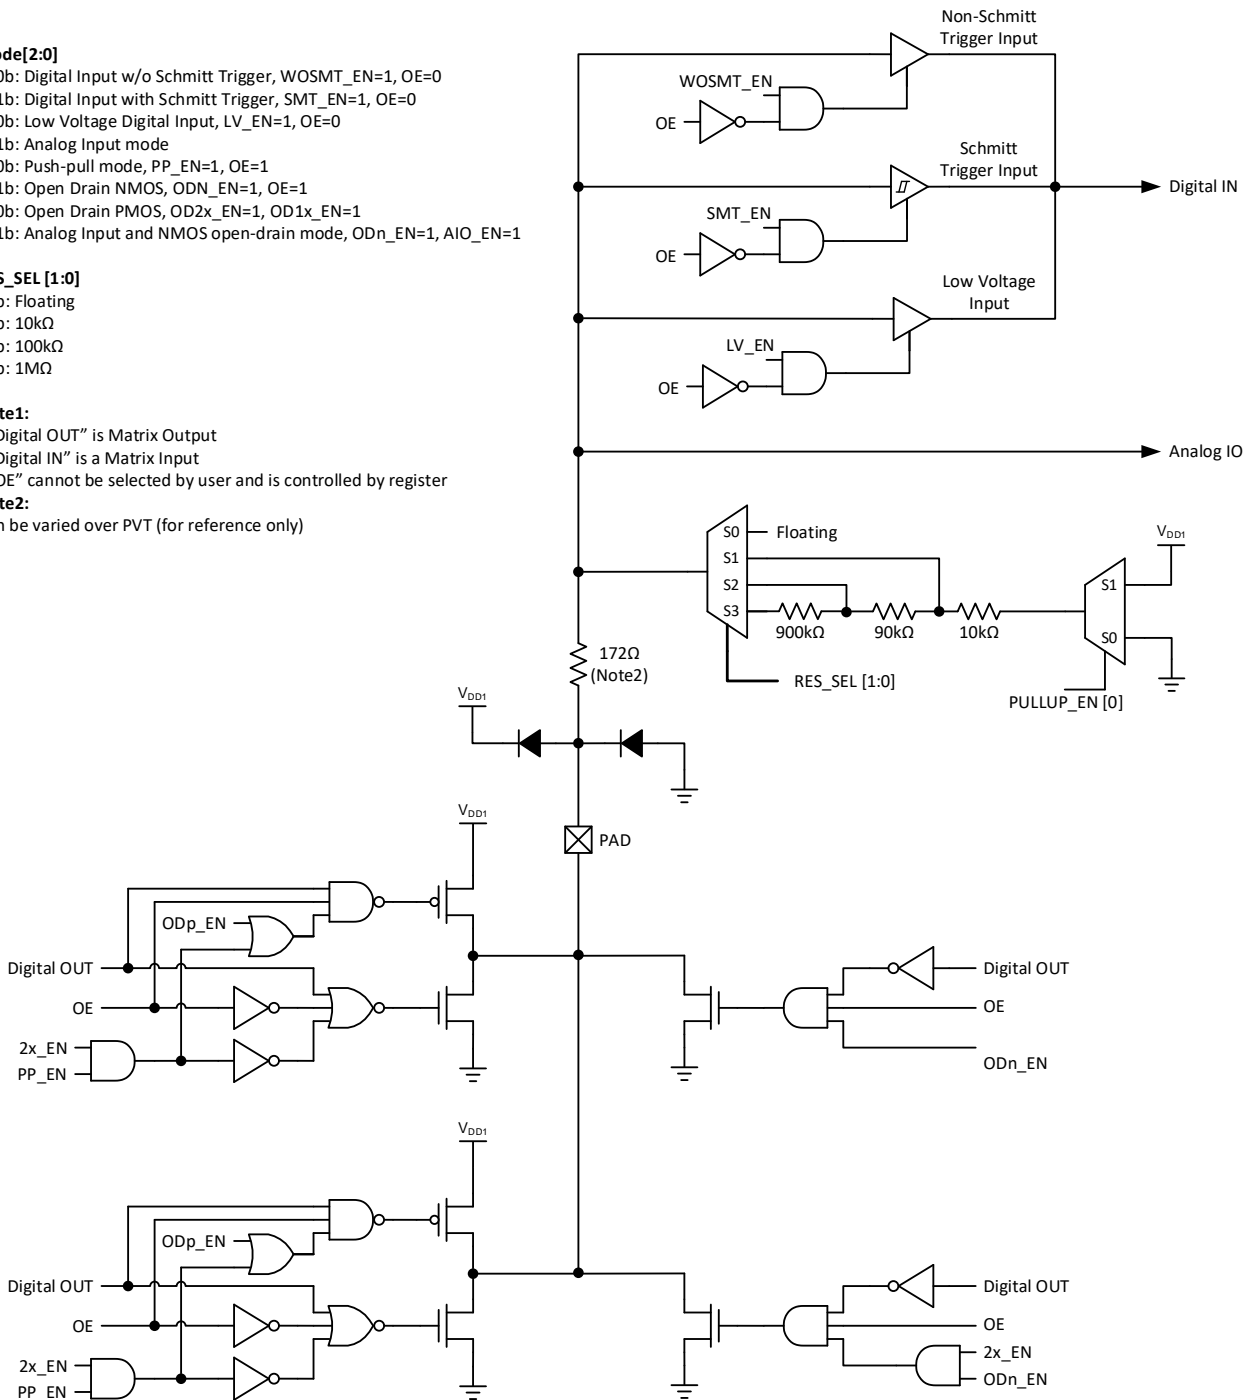 ode[2:0]
0b: Digital Input w/o Schmitt Trigger, WOSMT_EN=1, OE=0
1b: Digital Input with Schmitt Trigger, SMT_EN=1, OE=0
0b: Low Voltage Digital Input, LV_EN=1, OE=0
1b: Analog Input mode
0b: Push-pull mode, PP_EN=1, OE=1
1b: Open Drain NMOS, ODN_EN=1, OE=1
0b: Open Drain PMOS, OD2x_EN=1, OD1x_EN=1
1b: Analog Input and NMOS open-drain mode, ODn_EN=1, AIO_EN=1
S_SEL [1:0]
b: Floating
b: 10kΩ
b: 100kΩ
b: 1MΩ
te1:
Digital OUT” is Matrix Output
Digital IN” is a Matrix Input
OE” cannot be selected by user and is controlled by register
te2:
n be varied over PVT (for reference only)
Non-Schmitt
Trigger Input
WOSMT_EN
OE
Schmitt
Trigger Input
Digital IN
SMT_EN
OE
Low Voltage
Input
LV_EN
OE
Analog IO
S0
Floating
S1
S2
S3
900kΩ
90kΩ
10kΩ
VDD1
S1
S0
RES_SEL [1:0]
PULLUP_EN [0]
172Ω
(Note2)
VDD1
PAD
VDD1
ODp_EN
Digital OUT
OE
2x_EN
PP_EN
Digital OUT
OE
ODn_EN
VDD1
ODp_EN
Digital OUT
OE
2x_EN
PP_EN
Digital OUT
OE
2x_EN
ODn_EN